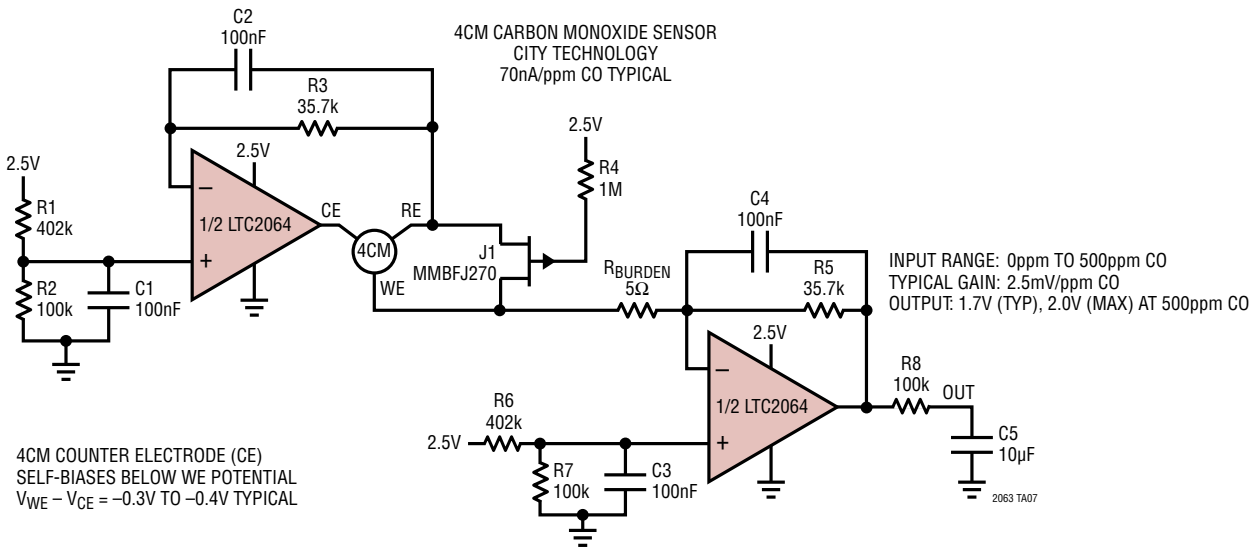 C2
100nF
4CM CARBON MONOXIDE SENSOR
CITY TECHNOLOGY
70nA/ppm CO TYPICAL
R3
35.7k
2.5V
R4
1M
2.5V
2.5V
R1
402k
–
1/2 LTC2064
+
CE
RE
4CM
WE
J1
MMBFJ270
R2
100k
C1
100nF
C4
100nF
RBURDEN
5Ω
R5
35.7k
INPUT RANGE: 0ppm TO 500ppm CO
TYPICAL GAIN: 2.5mV/ppm CO
OUTPUT: 1.7V (TYP), 2.0V (MAX) AT 500ppm CO
2.5V
–
1/2 LTC2064
+
R8
100k
OUT
R6
402k
2.5V
R7
100k
C3
100nF
C5
10µF
4CM COUNTER ELECTRODE (CE)
SELF-BIASES BELOW WE POTENTIAL
VWE – VCE = –0.3V TO –0.4V TYPICAL
2063 TA07